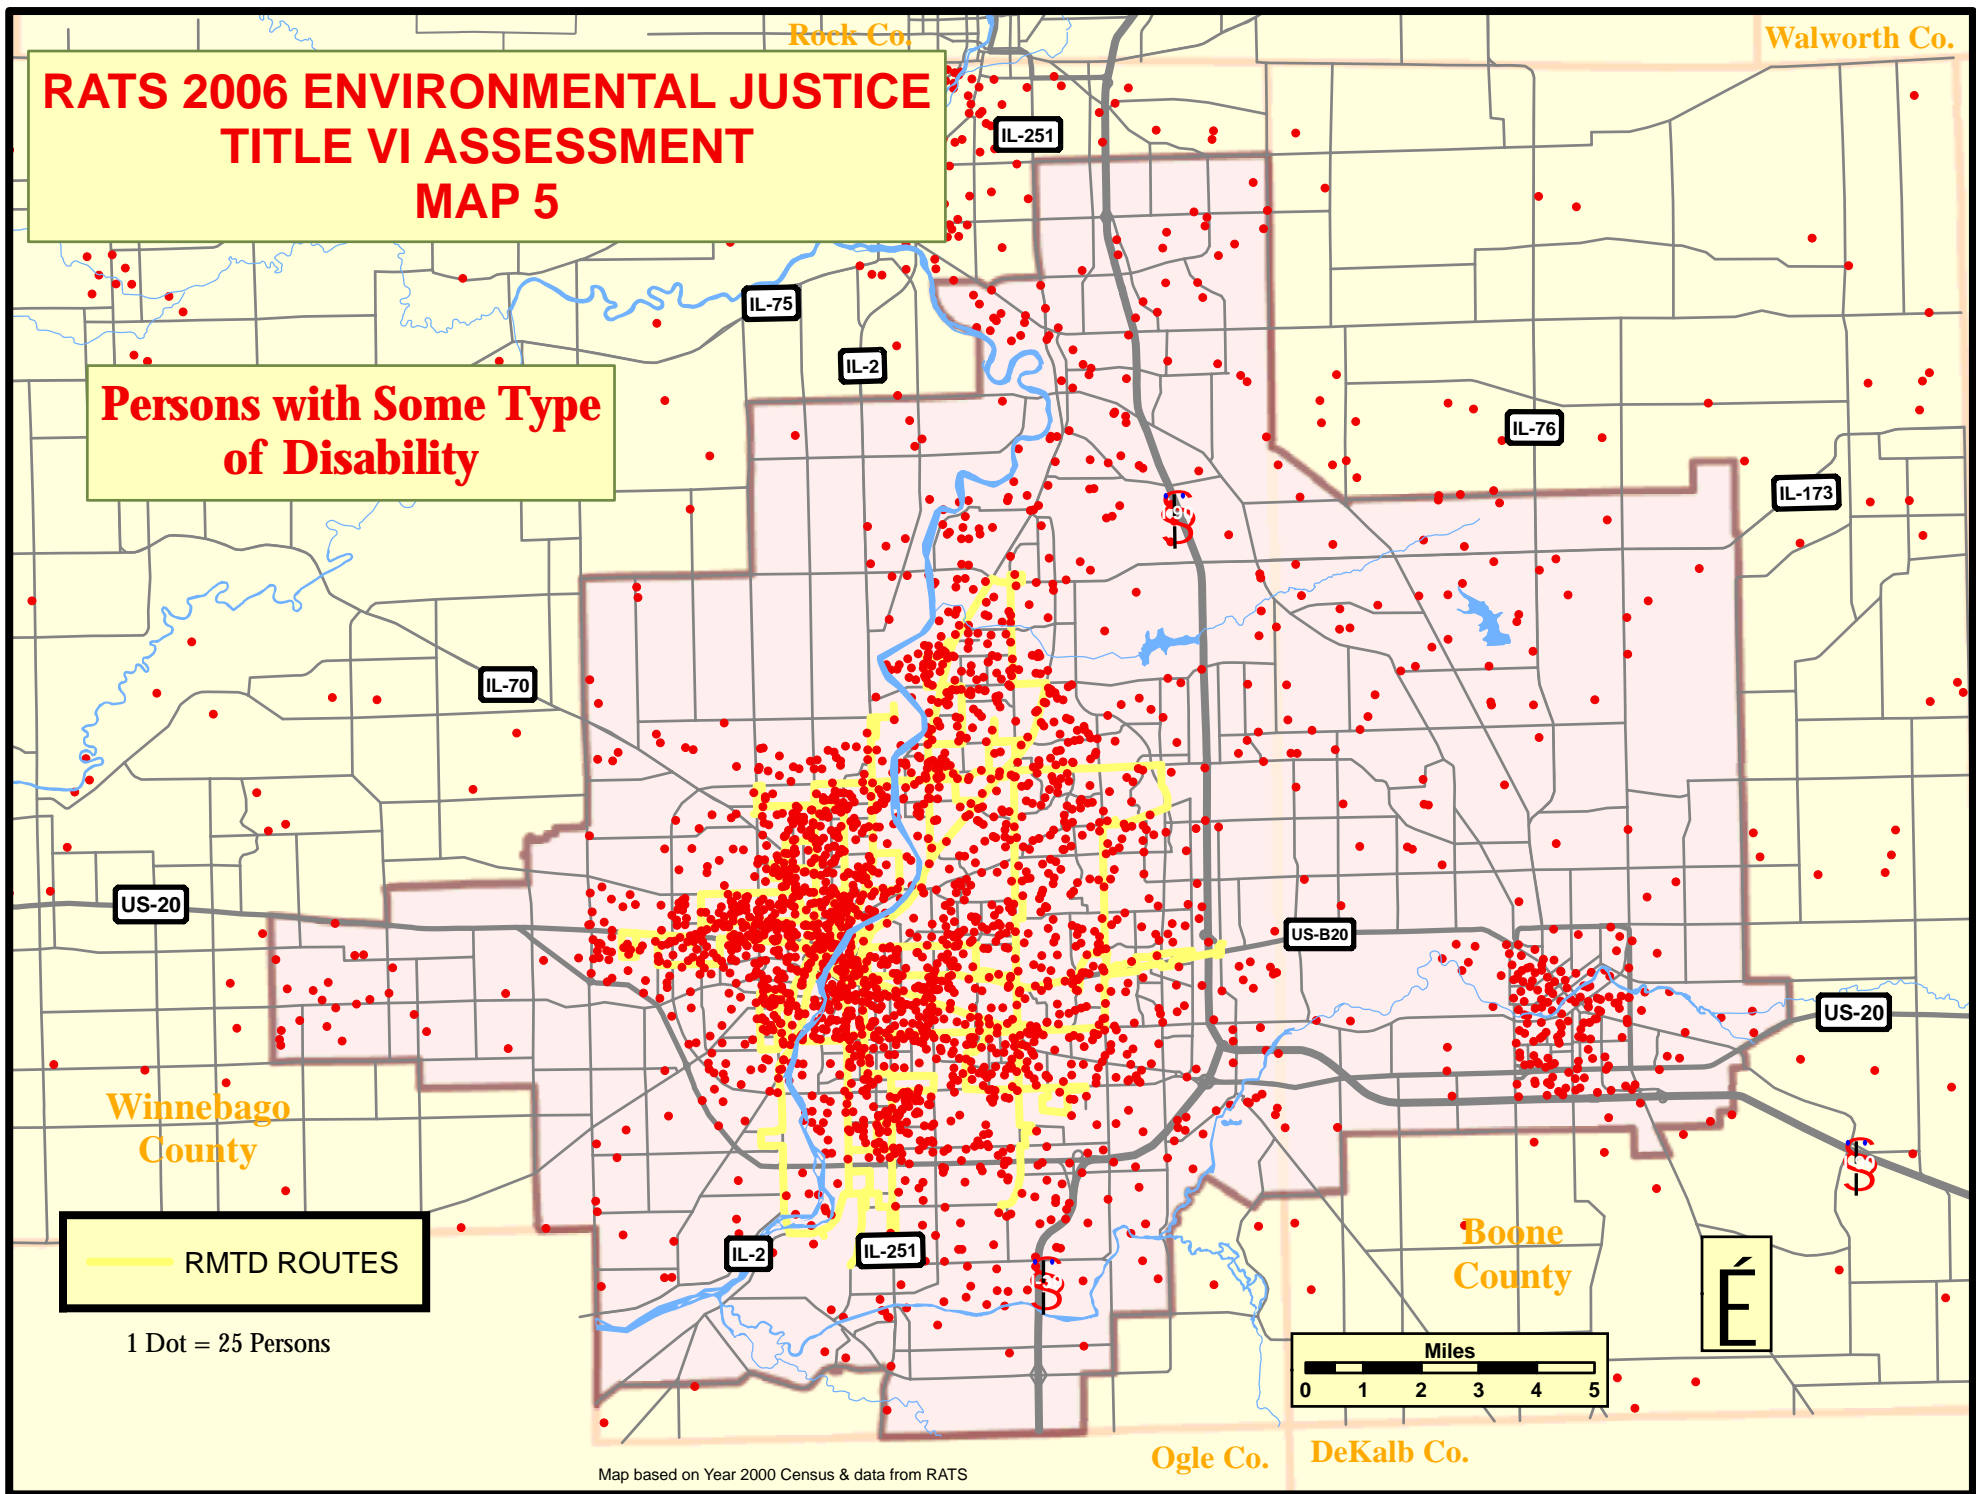 Rock Co.
Walworth Co.
RATS 2006 ENVIRONMENTAL JUSTICE
TITLE VI ASSESSMENT
MAP 5
IL-251
IL-75
IL-2
Persons with Some Type
of Disability
IL-76
IL-173
IL-70
US-20
US-B20
US-20
Winnebago
County
RMTD ROUTES
1 Dot = 25 Persons
IL-2
IL-251
Boone
County
É
Miles
0 1 2 3 4 5
Ogle Co.
DeKalb Co.
Map based on Year 2000 Census & data from RATS